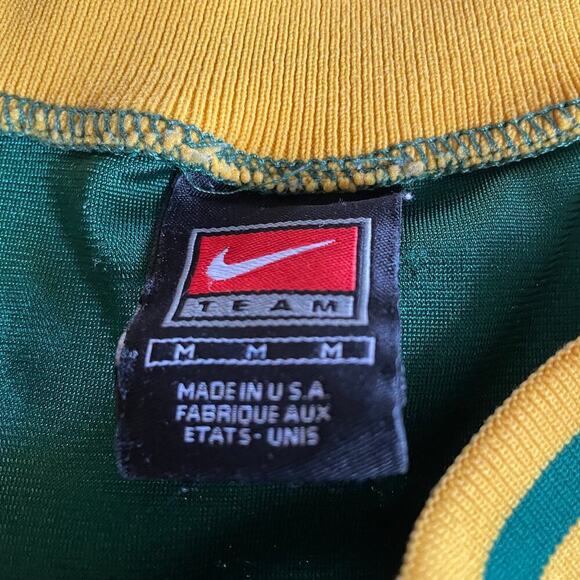 TEAM
M M M
MADE IN U S.A.
FABRIQUE AUX
ETATS-UNIS